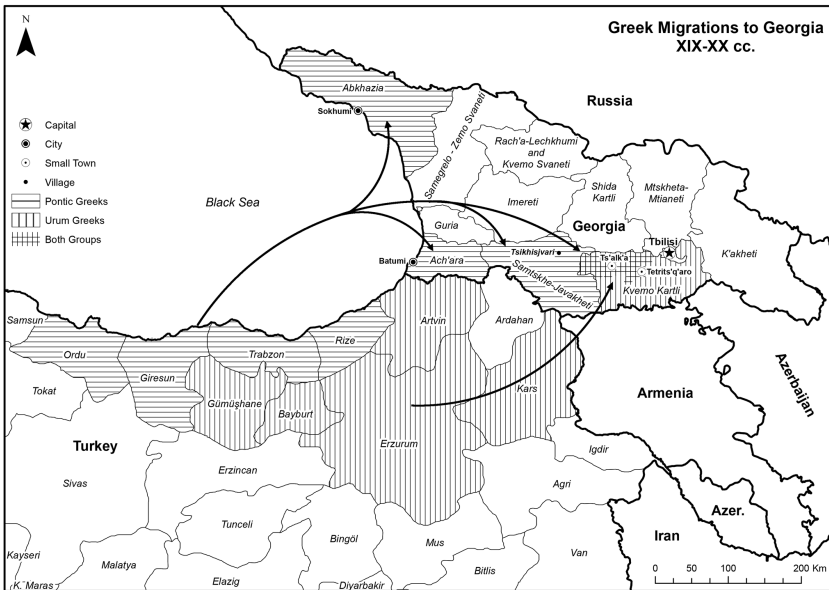 Greek Migrations to Georgia
XIX-XX cc.
N
Capital
City
Small Town
Village
Pontic Greeks
Urum Greeks
Both Groups
Russia
Abkhazia
Sokhumi
Samegrelo - Zemo Svaneti
Rach'a-Lechkhumi
and
Kvemo Svaneti
Black Sea
Imereti
Shida
Kartli
Mtskheta-
Mtianeti
Guria
Georgia
Tbilisi
K'akheti
Batumi
Ach'ara
Tsikhisjvari
Ts'alk'a
Tetrits'q'aro
Samtskhe-Javakheti
Kvemo Kartli
Samsun
Ordu
Giresun
Trabzon
Rize
Artvin
Ardahan
Tokat
Gümüşhane
Bayburt
Kars
Armenia
Azerbaijan
Turkey
Erzurum
Sivas
Erzincan
Igdir
Agri
Tunceli
Azer.
Iran
Kayseri
Malatya
Bingöl
Mus
Van
K. Maras
Elazig
Diyarbakir
Bitlis
0 50 100 200 Km